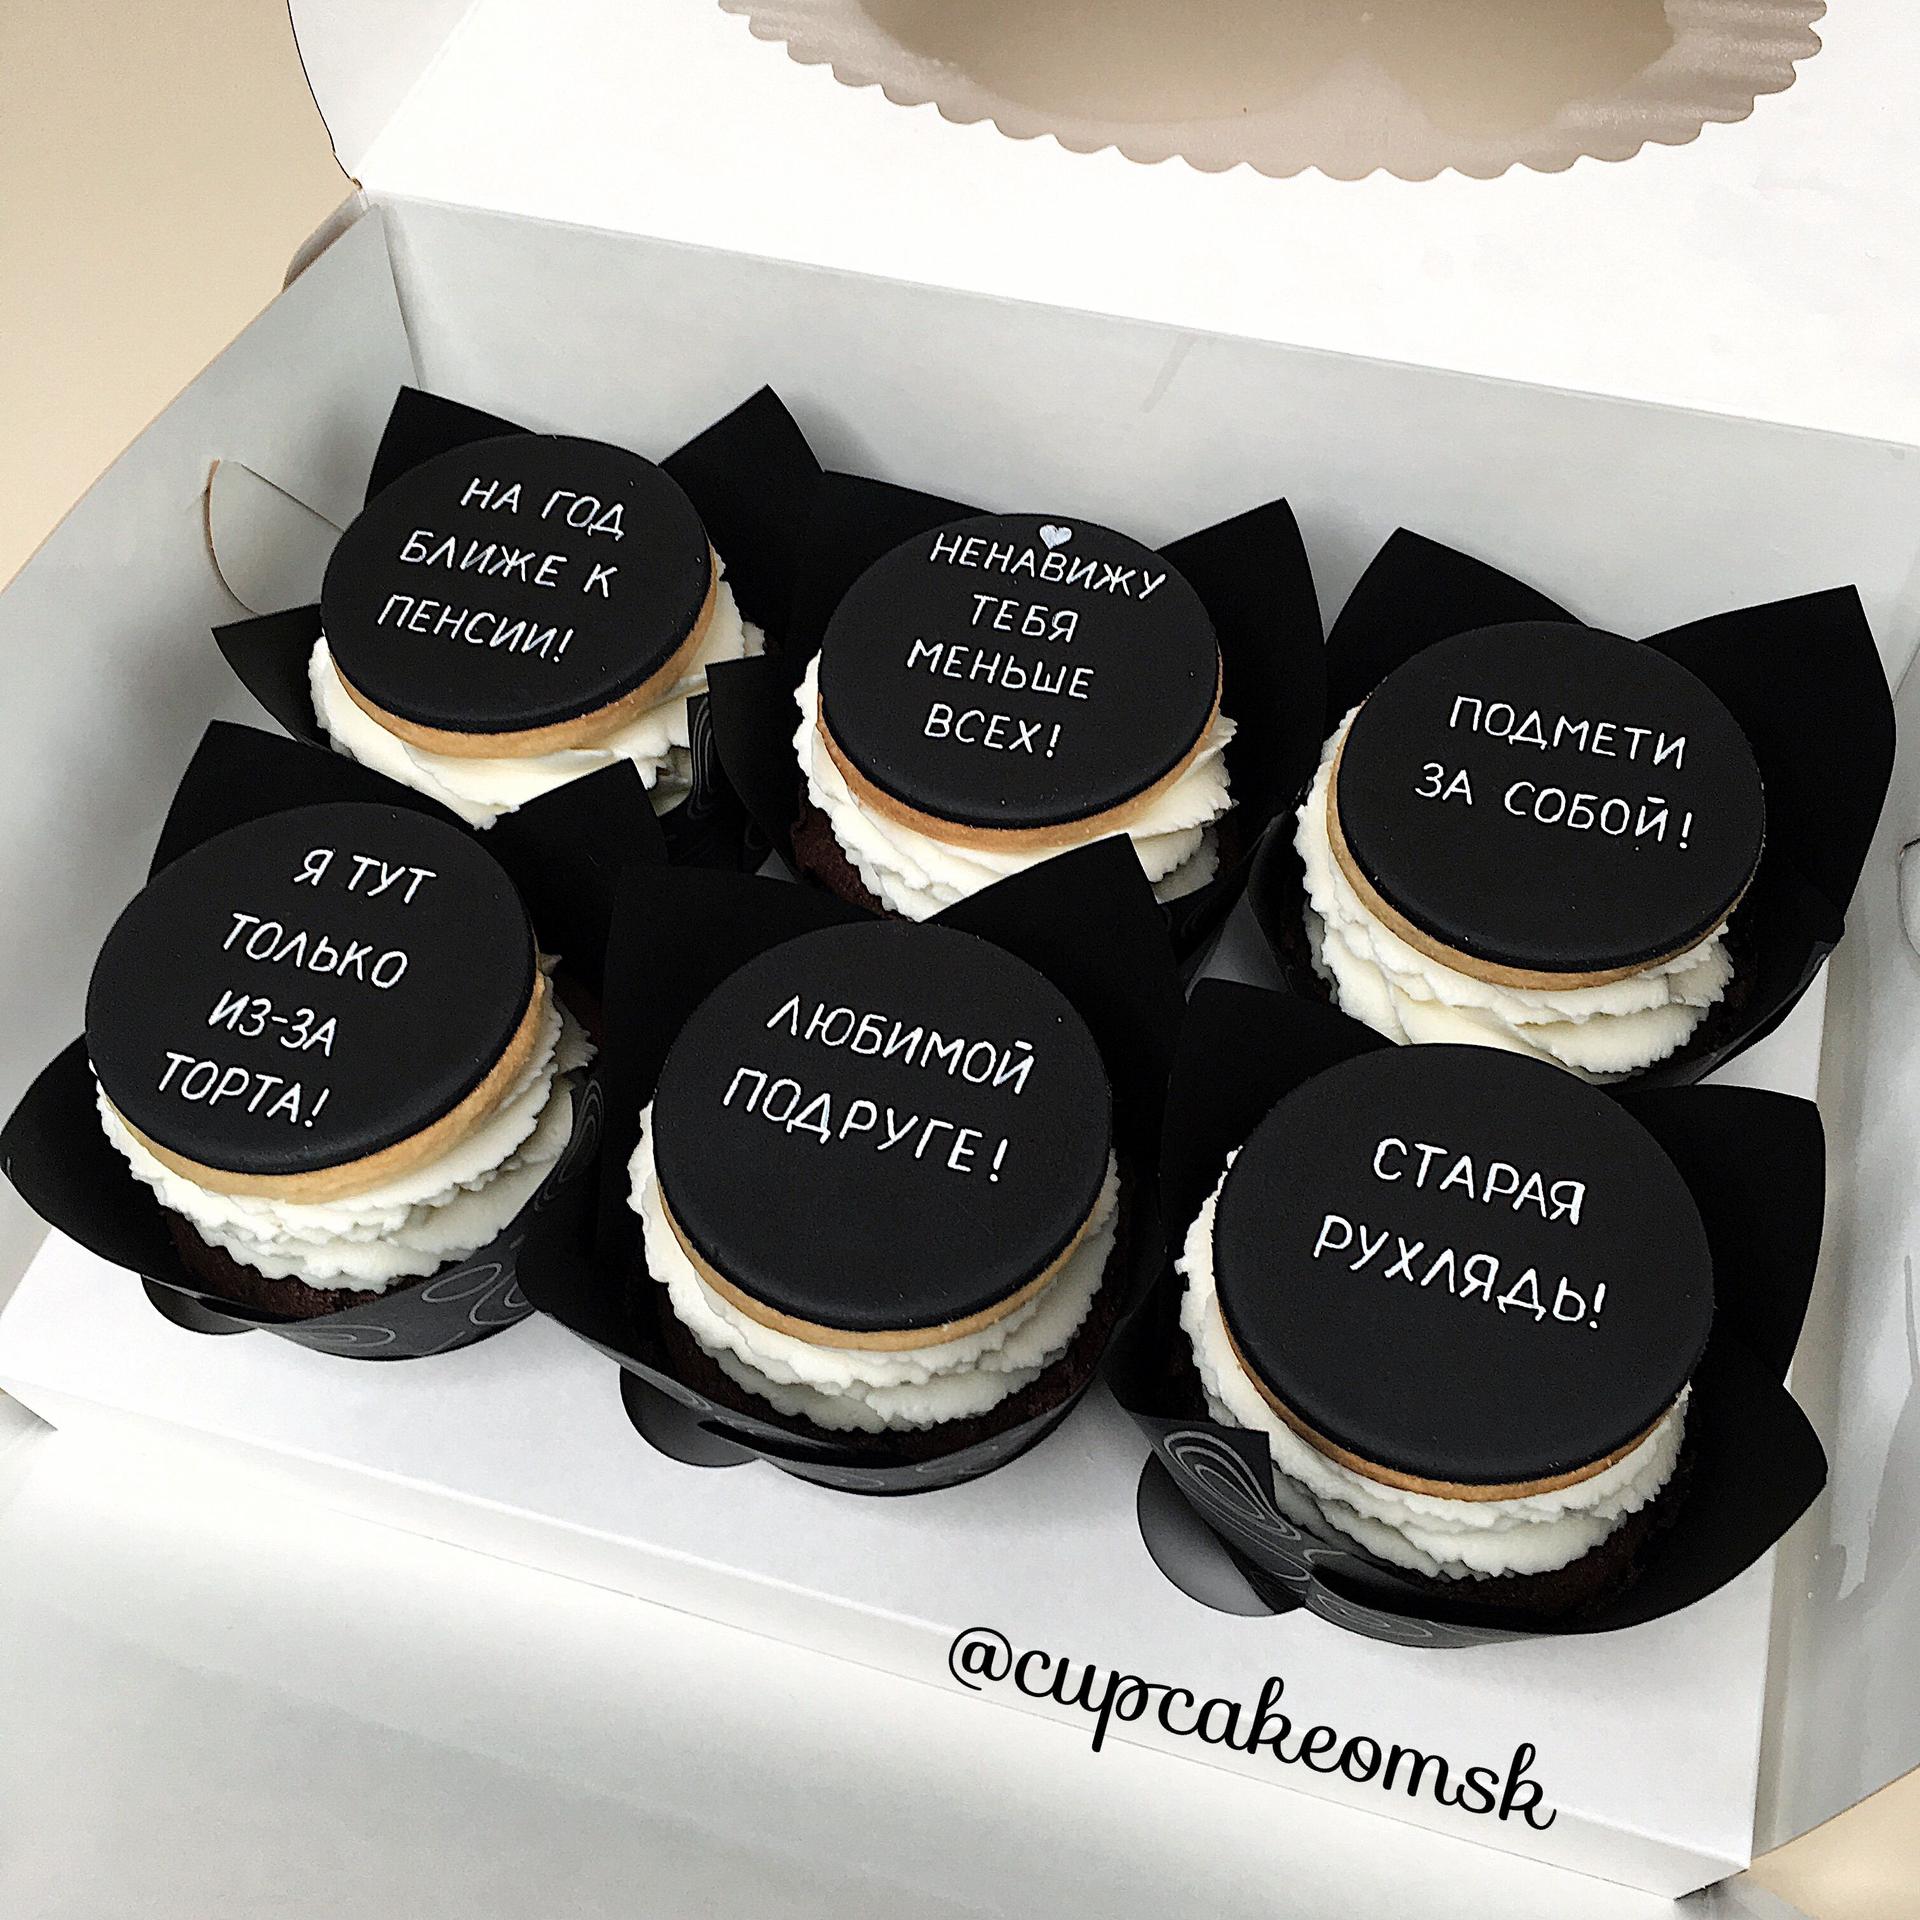 НА ГОД
БЛИЖЕ К
ПЕНСИИ!
НЕНАВИЖУ
ТЕБЯ
МЕНЬШЕ
ВСЕХ!
ПОДМЕТИ
ЗА СОБОЙ!
Я ТУТ
ТОЛЬКО
ИЗ-ЗА
ТОРТА!
ЛЮБИМОЙ
ПОДРУГЕ!
СТАРАЯ
РУХЛЯДЬ!
@cupcakeomsk